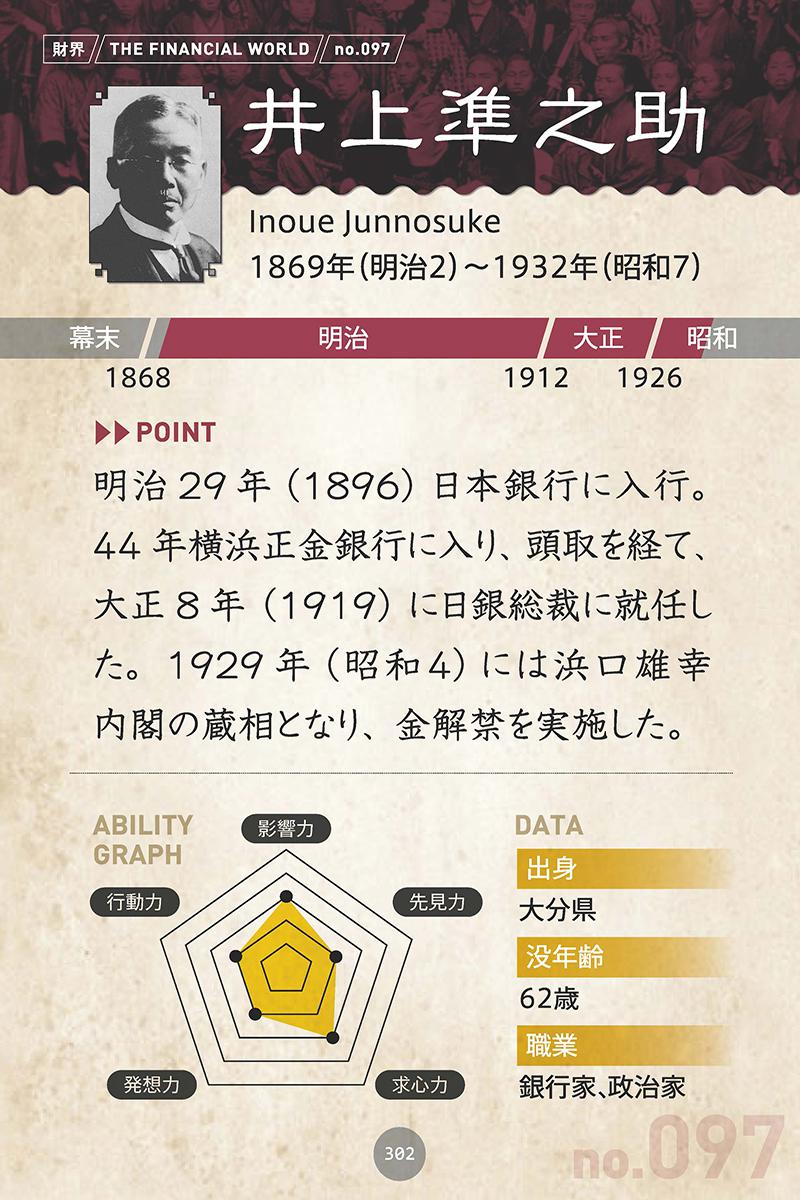 財界 THE FINANCIAL WORLD no.097
井上準之助
Inoue Junnosuke
1869年(明治2)～1932年(昭和7)
幕末 明治 大正 昭和
1868 1912 1926
POINT
明治29年（1896）日本銀行に入行。
44年横浜正金銀行に入り、頭取を経て、
大正8年（1919）に日銀総裁に就任し
た。1929年（昭和4）には浜口雄幸
内閣の蔵相となり、金解禁を実施した。
ABILITY
GRAPH
影響力
行動力
先見力
発想力
求心力
DATA
出身
大分県
没年齢
62歳
職業
銀行家、政治家
302
no.097